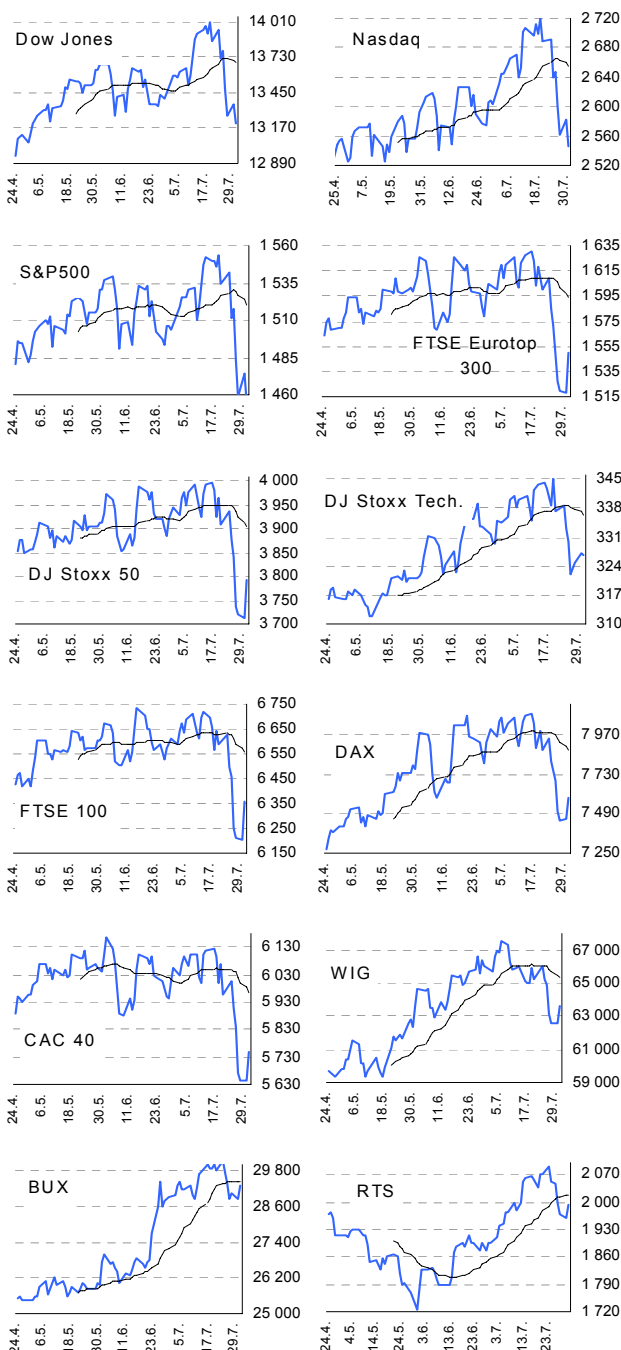 Dow Jones
14 010
13 730
13 450
13 170
12 890
24.4. 6.5. 18.5. 30.5. 11.6. 23.6. 5.7. 17.7. 29.7.
Nasdaq
2 720
2 680
2 640
2 600
2 560
2 520
25.4. 7.5. 19.5. 31.5. 12.6. 24.6. 6.7. 18.7. 30.7.
S&P500
1 560
1 535
1 510
1 485
1 460
24.4. 6.5. 18.5. 30.5. 11.6. 23.6. 5.7. 17.7. 29.7.
FTSE Eurotop
300
1 635
1 615
1 595
1 575
1 555
1 535
1 515
24.4. 6.5. 18.5. 30.5. 11.6. 23.6. 5.7. 17.7. 29.7.
DJ Stoxx 50
4 000
3 950
3 900
3 850
3 800
3 750
3 700
24.4. 6.5. 18.5. 30.5. 11.6. 23.6. 5.7. 17.7. 29.7.
DJ Stoxx Tech.
345
338
331
324
317
310
24.4. 6.5. 18.5. 30.5. 11.6. 23.6. 5.7. 17.7. 29.7.
FTSE 100
6 750
6 650
6 550
6 450
6 350
6 250
6 150
24.4. 6.5. 18.5. 30.5. 11.6. 23.6. 5.7. 17.7. 29.7.
DAX
7 970
7 730
7 490
7 250
24.4. 6.5. 18.5. 30.5. 11.6. 23.6. 5.7. 17.7. 29.7.
CAC 40
6 130
6 030
5 930
5 830
5 730
5 630
24.4. 6.5. 18.5. 30.5. 11.6. 23.6. 5.7. 17.7. 29.7.
WIG
67 000
65 000
63 000
61 000
59 000
24.4. 6.5. 18.5. 30.5. 11.6. 23.6. 5.7. 17.7. 29.7.
BUX
29 800
28 600
27 400
26 200
25 000
24.4. 6.5. 18.5. 30.5. 11.6. 23.6. 5.7. 17.7. 29.7.
RTS
2 070
2 000
1 930
1 860
1 790
1 720
24.4. 4.5. 14.5. 24.5. 3.6. 13.6. 23.6. 3.7. 13.7. 23.7.